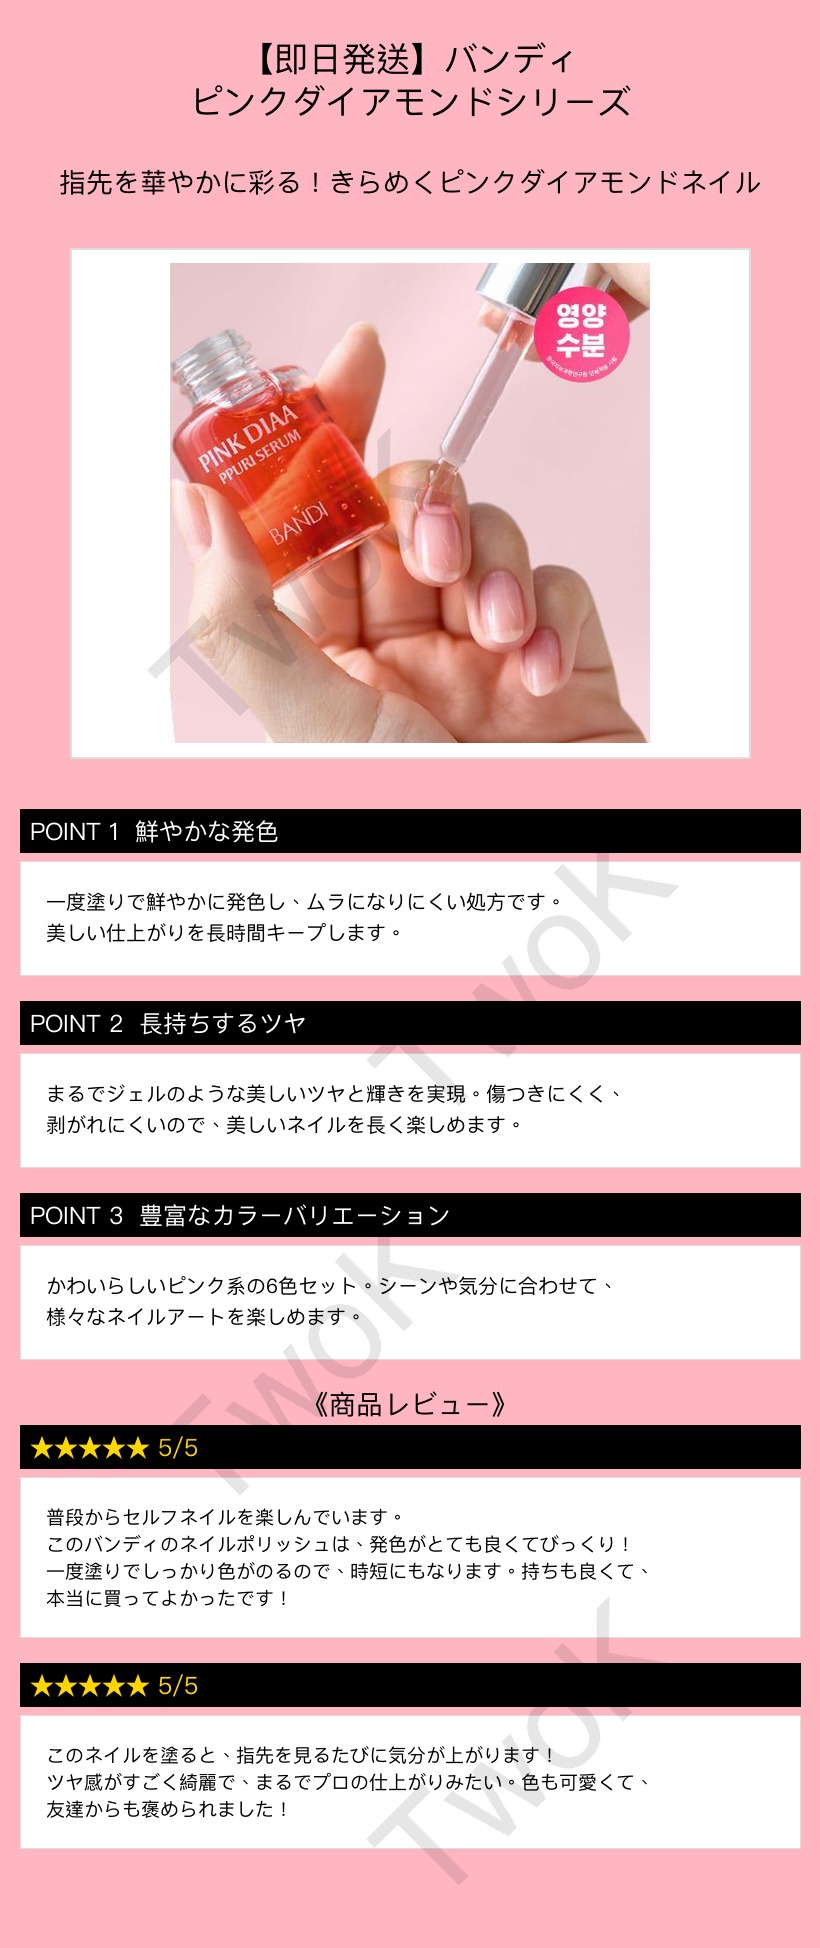 【即日発送】バンディ
ピンクダイアモンドシリーズ
指先を華やかに彩る！きらめくピンクダイアモンドネイル
영양
수분
PINK DIAA
PPURI SERUM
BANDI
TwoK
POINT 1 鮮やかな発色
一度塗りで鮮やかに発色し、ムラになりにくい処方です。
美しい仕上がりを長時間キープします。
TwoK
POINT 2 長持ちするツヤ
まるでジェルのような美しいツヤと輝きを実現。傷つきにくく、
剥がれにくいので、美しいネイルを長く楽しめます。
POINT 3 豊富なカラーバリエーション
かわいらしいピンク系の6色セット。シーンや気分に合わせて、
様々なネイルアートを楽しめます。
TwoK
《商品レビュー》
★★★★★ 5/5
普段からセルフネイルを楽しんでいます。
このバンディのネイルポリッシュは、発色がとても良くてびっくり！
一度塗りでしっかり色がのるので、時短にもなります。持ちも良くて、
本当に買ってよかったです！
★★★★★ 5/5
このネイルを塗ると、指先を見るたびに気分が上がります！
ツヤ感がすごく綺麗で、まるでプロの仕上がりみたい。色も可愛くて、
友達からも褒められました！
TwoK